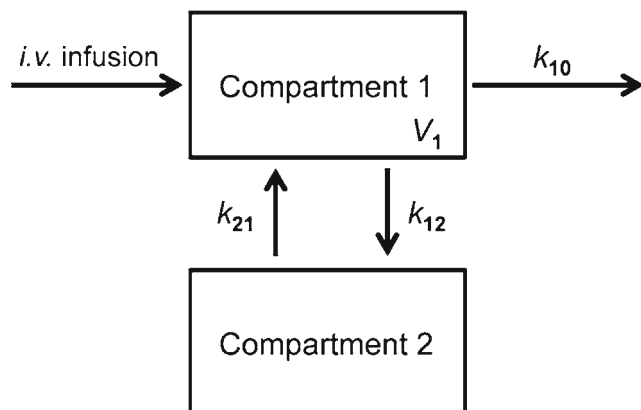 i.v. infusion
Compartment 1
V1
k10
k21
k12
Compartment 2